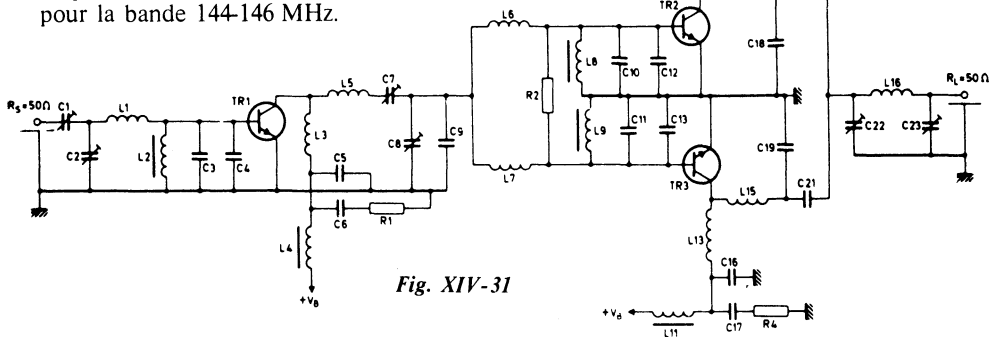 pour la bande 144-146 MHz.
TR2
L6
C18
L8
C10
C12
R2
RS=50Ω
C1
L1
TR1
L5
C7
L16
RL=50Ω
C2
L2
C3
C4
L3
C8
C9
L9
C11
C13
C19
C22
C23
C5
L7
TR3
C6
R1
L15
C21
L4
L13
+VB
Fig. XIV-31
C16
+VB
L11
C17
R4